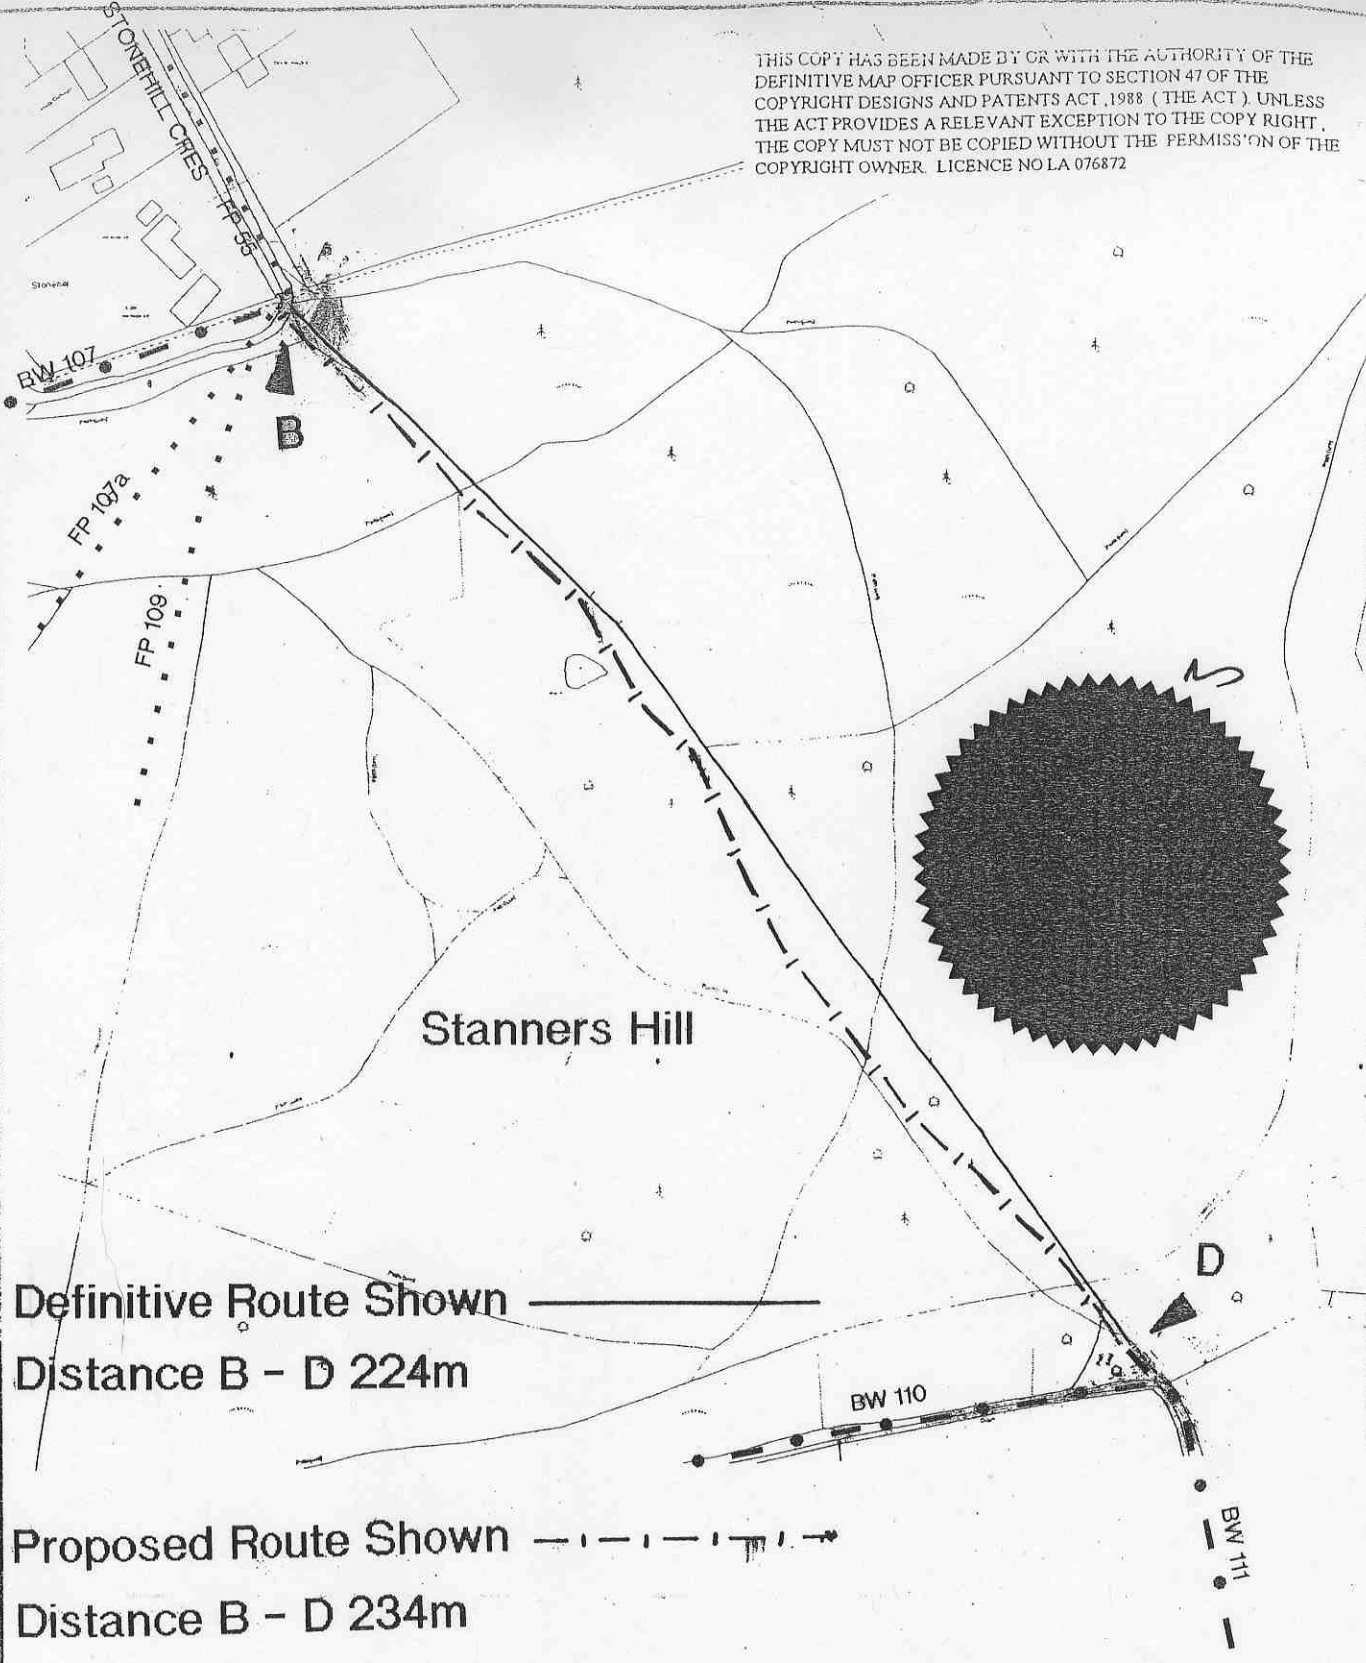 STONEHILL CRES FP 55
THIS COPY HAS BEEN MADE BY OR WITH THE AUTHORITY OF THE
DEFINITIVE MAP OFFICER PURSUANT TO SECTION 47 OF THE
COPYRIGHT DESIGNS AND PATENTS ACT, 1988 ( THE ACT ). UNLESS
THE ACT PROVIDES A RELEVANT EXCEPTION TO THE COPY RIGHT,
THE COPY MUST NOT BE COPIED WITHOUT THE PERMISS'ON OF THE
COPYRIGHT OWNER. LICENCE NO LA 076872
BW 107
B
FP 107a
FP 109
Stanners Hill
D
Definitive Route Shown
Distance B - D 224m
BW 110
Proposed Route Shown
BW 111
Distance B - D 234m